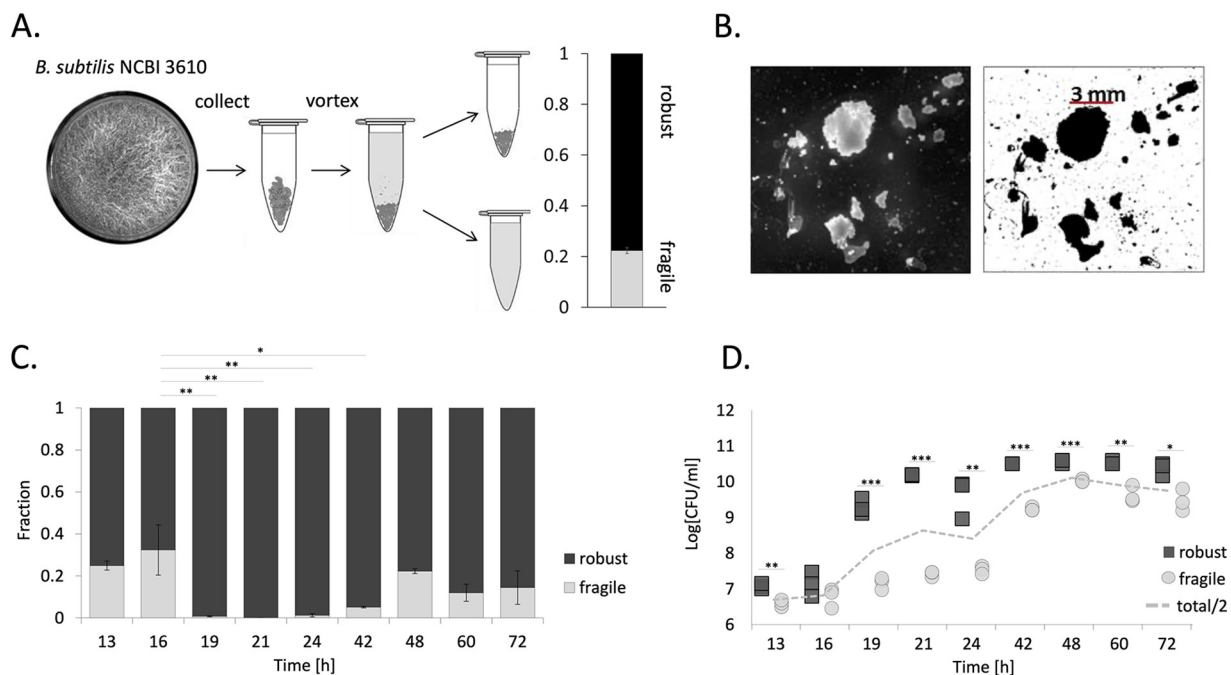 A.
B. subtilis NCBI 3610
collect
vortex
1
0.8
0.6
0.4
0.2
0
robust
fragile
B.
3 mm
C.
*
**
**
**
Fraction
1
0.8
0.6
0.4
0.2
0
13 16 19 21 24 42 48 60 72
Time [h]
robust
fragile
D.
Log[CFU/ml]
12
11
10
9
8
7
6
** *** *** ** *** *** ** *
13 16 19 21 24 42 48 60 72
Time [h]
robust
fragile
total/2